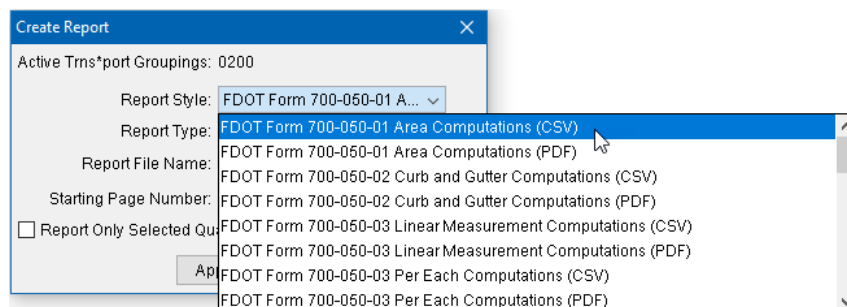 Create Report
Active Trns*port Groupings: 0200
Report Style: FDOT Form 700-050-01 A...
Report Type:
Report File Name:
Starting Page Number:
Report Only Selected Qu
Ap
FDOT Form 700-050-01 Area Computations (CSV)
FDOT Form 700-050-01 Area Computations (PDF)
FDOT Form 700-050-02 Curb and Gutter Computations (CSV)
FDOT Form 700-050-02 Curb and Gutter Computations (PDF)
FDOT Form 700-050-03 Linear Measurement Computations (CSV)
FDOT Form 700-050-03 Linear Measurement Computations (PDF)
FDOT Form 700-050-03 Per Each Computations (CSV)
FDOT Form 700-050-03 Per Each Computations (PDF)